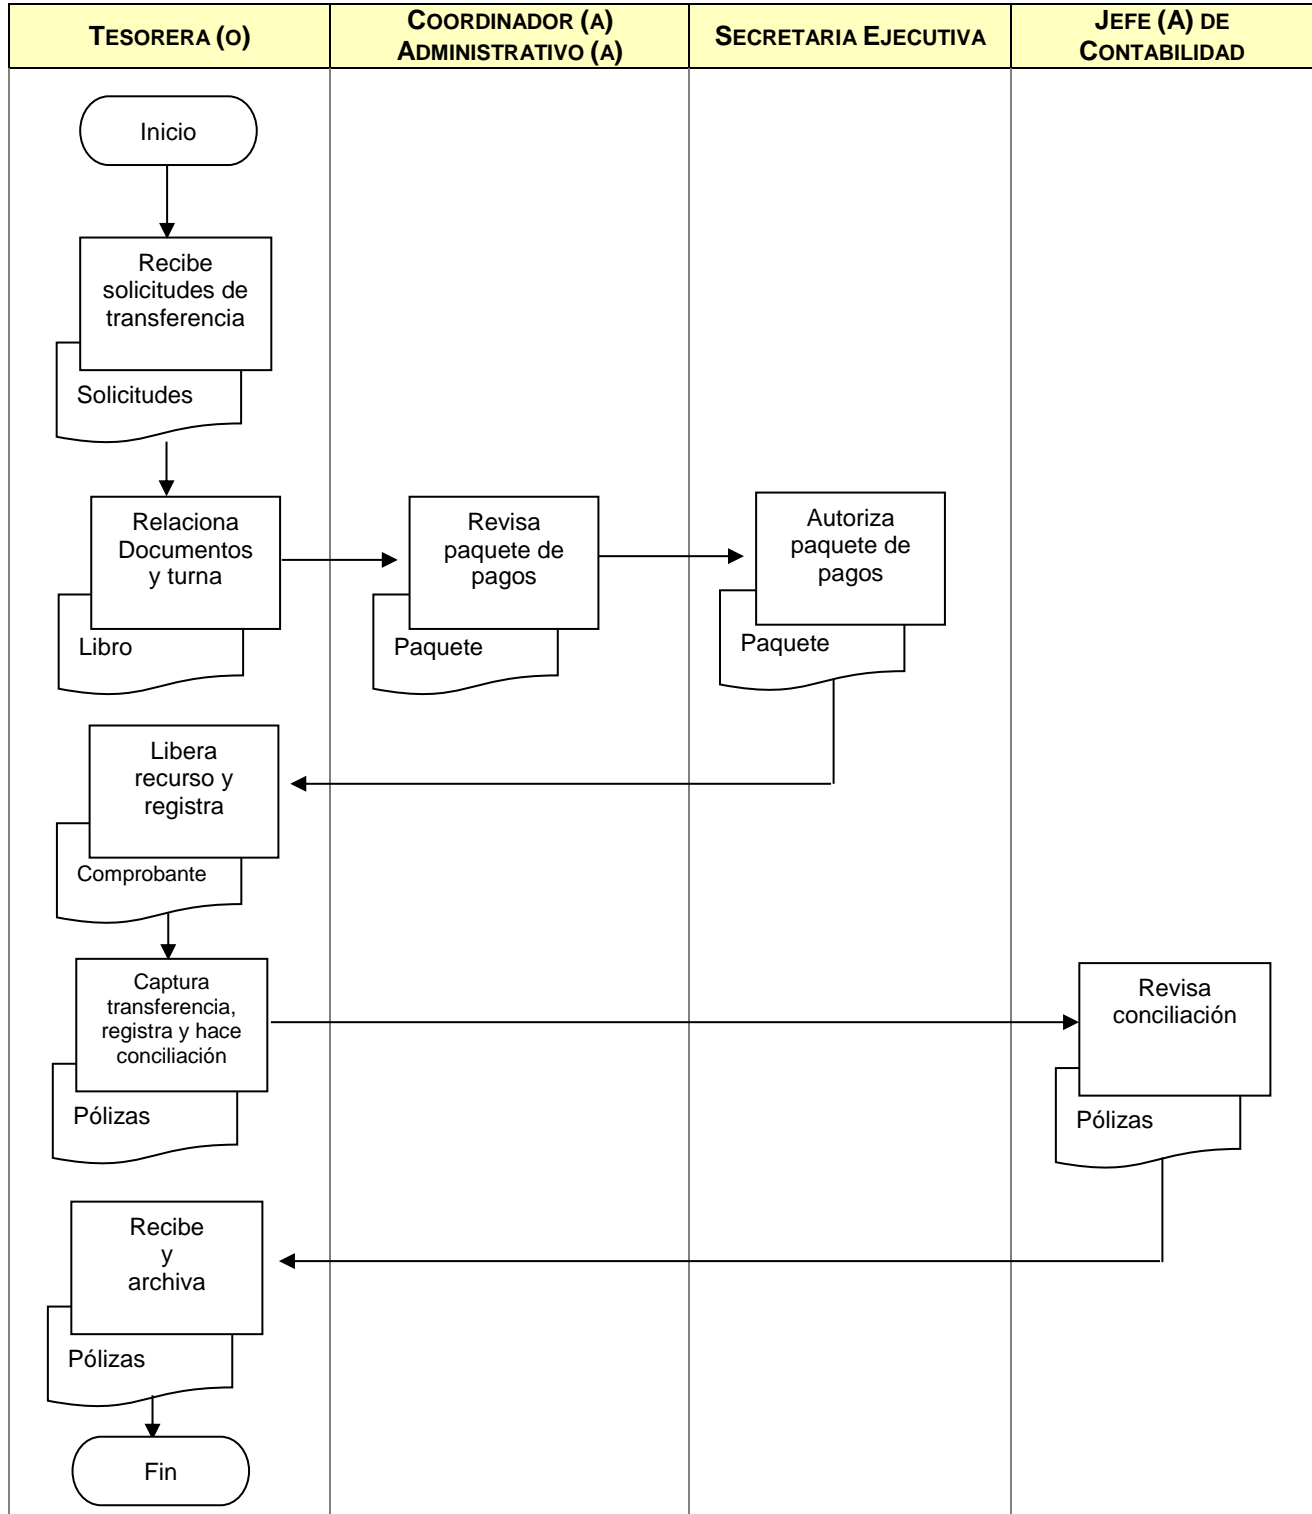 TESORERA (O)
COORDINADOR (A)
ADMINISTRATIVO (A)
SECRETARIA EJECUTIVA
JEFE (A) DE
CONTABILIDAD
Inicio
Recibe
solicitudes de
transferencia
Solicitudes
Relaciona
Documentos
y turna
Libro
Revisa
paquete de
pagos
Paquete
Autoriza
paquete de
pagos
Paquete
Libera
recurso y
registra
Comprobante
Captura
transferencia,
registra y hace
conciliación
Pólizas
Revisa
conciliación
Pólizas
Recibe
y
archiva
Pólizas
Fin